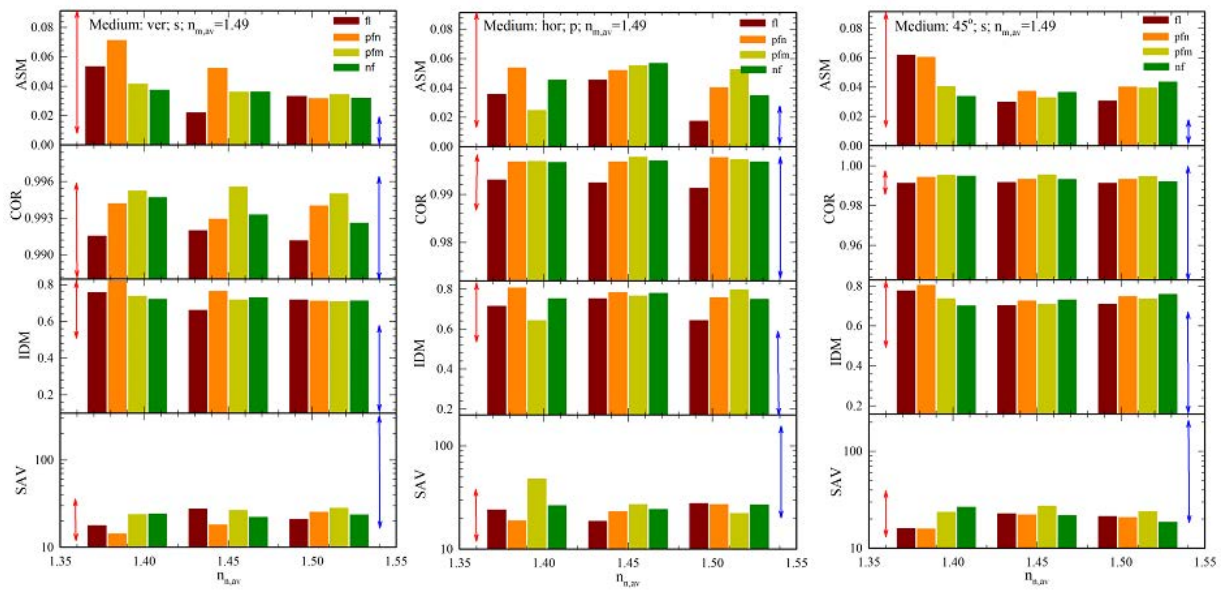 Medium: ver; s; n_m,av=1.49
fl
pfn
pfm
nf
ASM
0.08
0.06
0.04
0.02
0.00
COR
0.996
0.993
0.990
IDM
0.8
0.6
0.4
0.2
SAV
100
10
1.35
1.40
1.45
1.50
1.55
n_n,av
Medium: hor; p; n_m,av=1.49
fl
pfn
pfm
nf
ASM
0.08
0.06
0.04
0.02
0.00
COR
0.99
0.98
IDM
0.8
0.6
0.4
0.2
SAV
100
10
1.35
1.40
1.45
1.50
1.55
n_n,av
Medium: 45°; s; n_m,av=1.49
fl
pfn
pfm
nf
ASM
0.08
0.06
0.04
0.02
0.00
COR
1.00
0.98
0.96
IDM
0.8
0.6
0.4
0.2
SAV
100
10
1.35
1.40
1.45
1.50
1.55
n_n,av